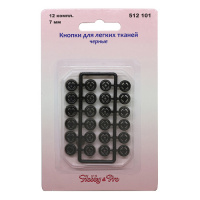 12 компл.
512 101
7 мм
Кнопки для легких тканей
черные
Hobby & Pro